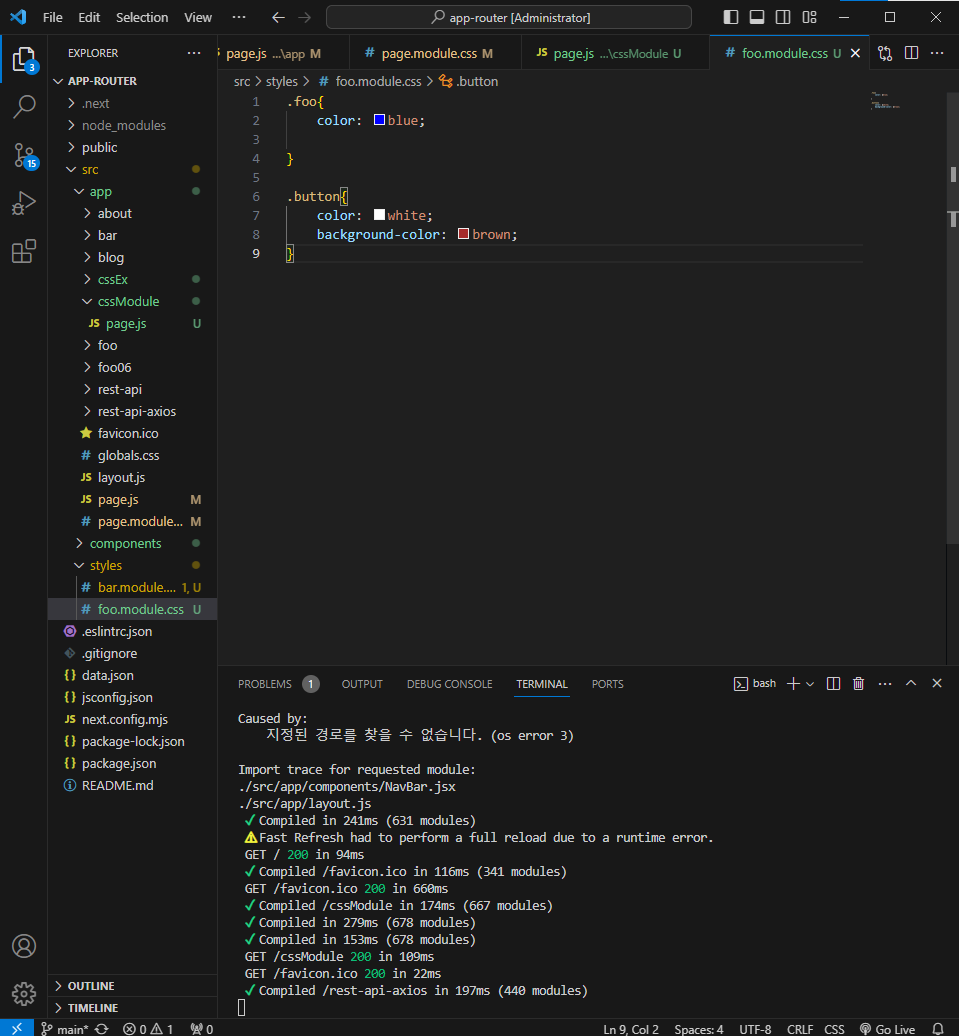 File Edit Selection View ··· app-router [Administrator]
EXPLORER ···
APP-ROUTER
.next
node_modules
public
src
app
about
bar
blog
cssEx
cssModule
JS page.js U
foo
foo06
rest-api
rest-api-axios
favicon.ico
# globals.css
JS layout.js
JS page.js M
# page.module... M
components
styles
# bar.module.... 1, U
# foo.module.css U
.eslintrc.json
.gitignore
{} data.json
{} jsconfig.json
JS next.config.mjs
{} package-lock.json
{} package.json
README.md
OUTLINE
TIMELINE
3
15
page.js ...\app M # page.module.css M JS page.js ...\cssModule U # foo.module.css U
src > styles > # foo.module.css > .button
1 .foo{
2 color: blue;
3
4 }
5
6 .button{
7 color: white;
8 background-color: brown;
9 }
PROBLEMS 1 OUTPUT DEBUG CONSOLE TERMINAL PORTS bash
Caused by:
지정된 경로를 찾을 수 없습니다. (os error 3)
Import trace for requested module:
./src/app/components/NavBar.jsx
./src/app/layout.js
✓ Compiled in 241ms (631 modules)
⚠ Fast Refresh had to perform a full reload due to a runtime error.
GET / 200 in 94ms
✓ Compiled /favicon.ico in 116ms (341 modules)
GET /favicon.ico 200 in 660ms
✓ Compiled /cssModule in 174ms (667 modules)
✓ Compiled in 279ms (678 modules)
✓ Compiled in 153ms (678 modules)
GET /cssModule 200 in 109ms
GET /favicon.ico 200 in 22ms
✓ Compiled /rest-api-axios in 197ms (440 modules)
main* 0 1 0 Ln 9, Col 2 Spaces: 4 UTF-8 CRLF CSS Go Live